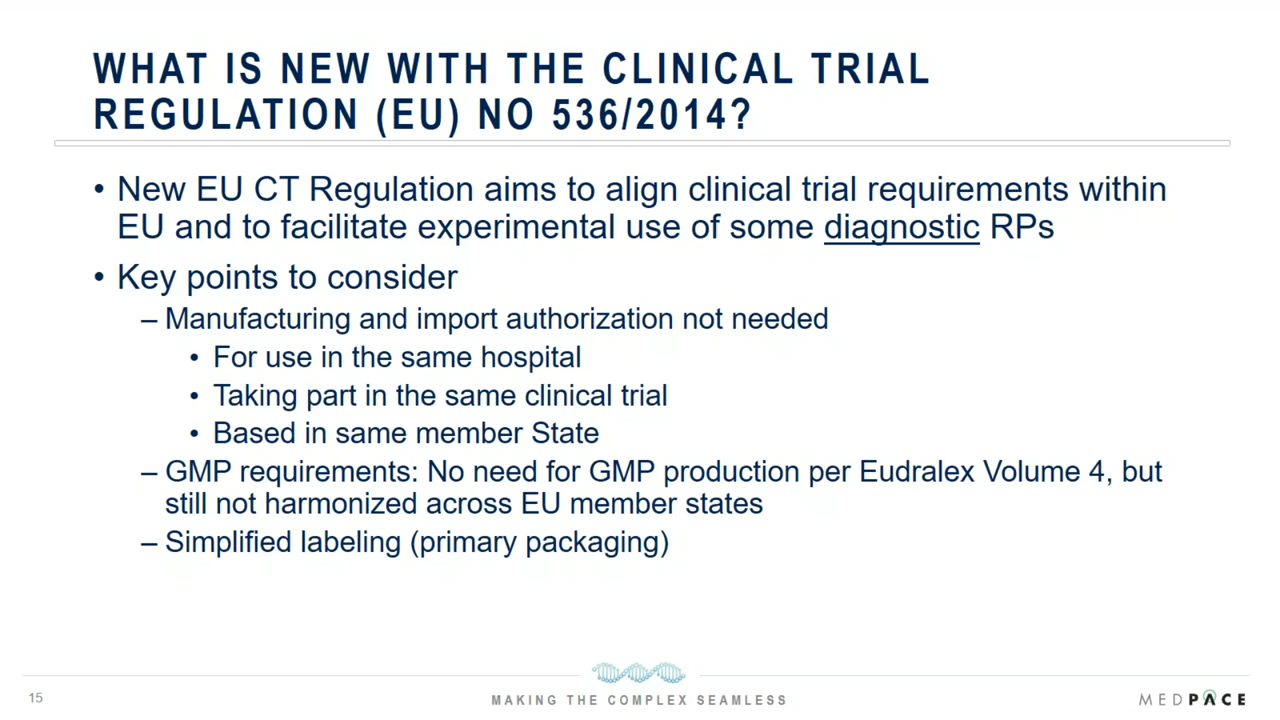 WHAT IS NEW WITH THE CLINICAL TRIAL
REGULATION (EU) NO 536/2014?
• New EU CT Regulation aims to align clinical trial requirements within
EU and to facilitate experimental use of some diagnostic RPs
• Key points to consider
– Manufacturing and import authorization not needed
• For use in the same hospital
• Taking part in the same clinical trial
• Based in same member State
– GMP requirements: No need for GMP production per Eudralex Volume 4, but
still not harmonized across EU member states
– Simplified labeling (primary packaging)
15
MAKING THE COMPLEX SEAMLESS
MEDPACE